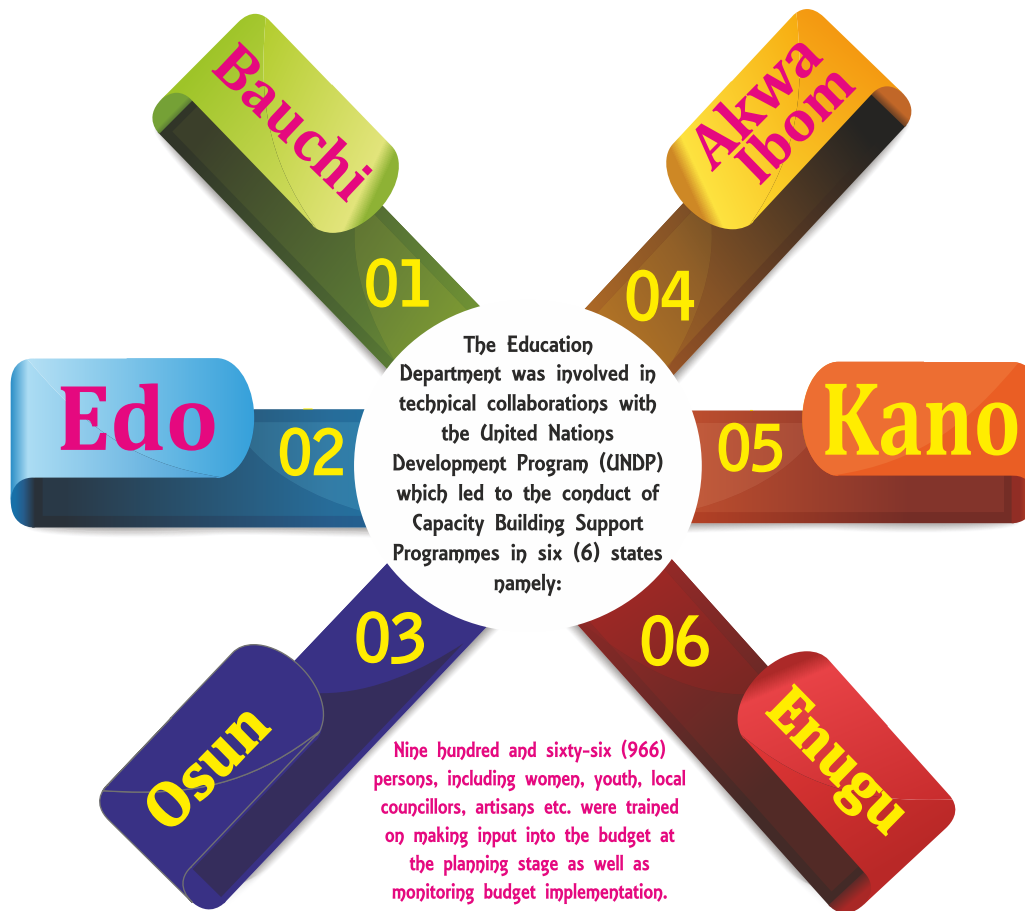 Bauchi
01
Edo
02
Osun
03
Akwa
Ibom
04
Kano
05
Enugu
06
The Education
Department was involved in
technical collaborations with
the United Nations
Development Program (UNDP)
which led to the conduct of
Capacity Building Support
Programmes in six (6) states
namely:
Nine hundred and sixty-six (966)
persons, including women, youth, local
councillors, artisans etc. were trained
on making input into the budget at
the planning stage as well as
monitoring budget implementation.